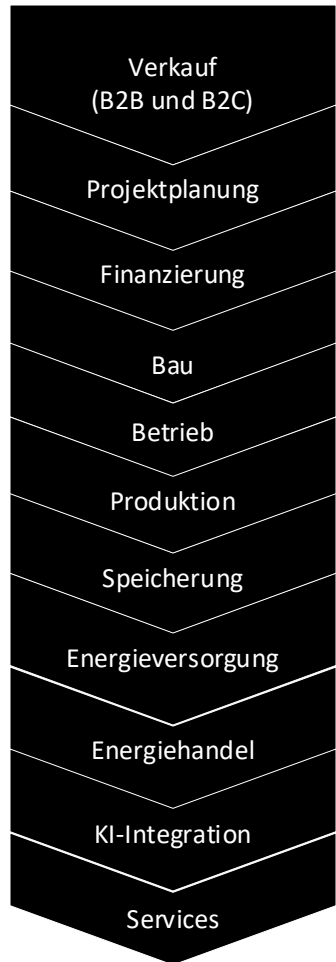 Verkauf
(B2B und B2C)
Projektplanung
Finanzierung
Bau
Betrieb
Produktion
Speicherung
Energieversorgung
Energiehandel
KI-Integration
Services